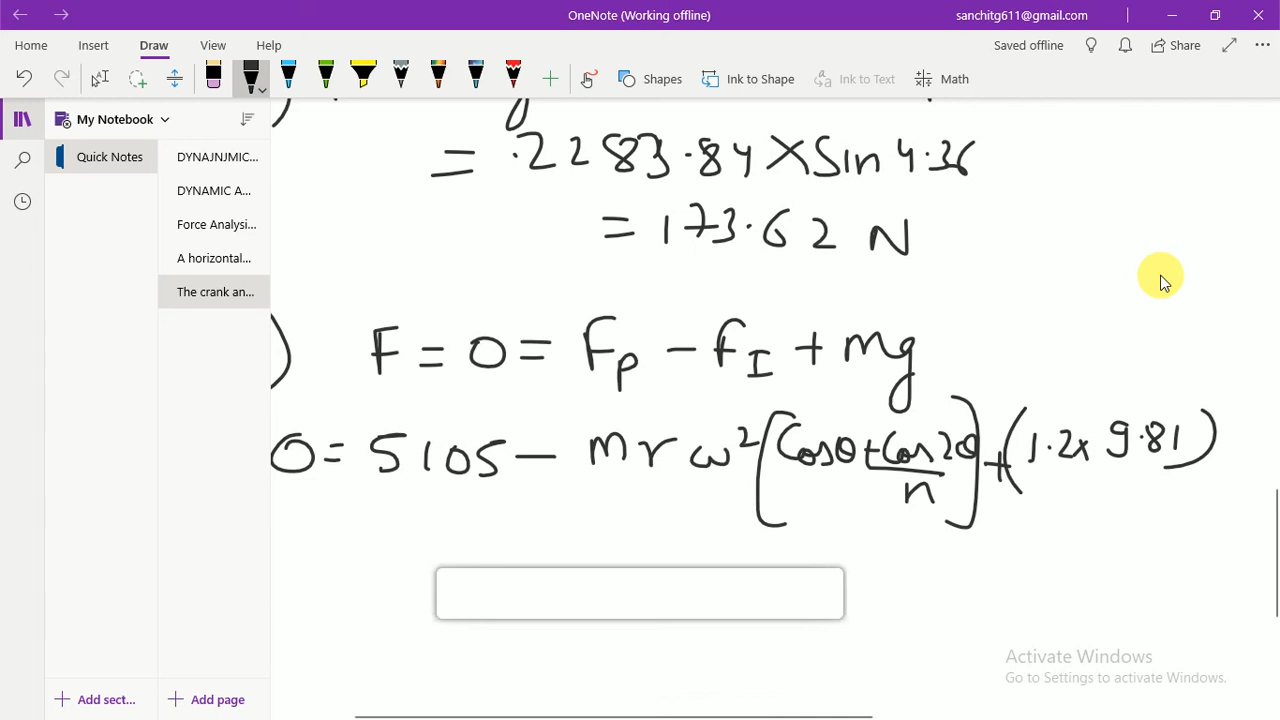 OneNote (Working offline)
sanchitg611@gmail.com
Home Insert Draw View Help
Saved offline
Share
Shapes
Ink to Shape
Ink to Text
Math
My Notebook
Quick Notes
DYNAJNJMIC...
DYNAMIC A...
Force Analysi...
A horizontal...
The crank an...
= 2283.84 X Sin 4.36
= 173.62 N
) F = 0 = Fp - fI + mg
0 = 5105 - mrω² [Cosθ + Cos2θ/n] + (1.2x 9.81)
Activate Windows
Go to Settings to activate Windows.
Add sect...
Add page